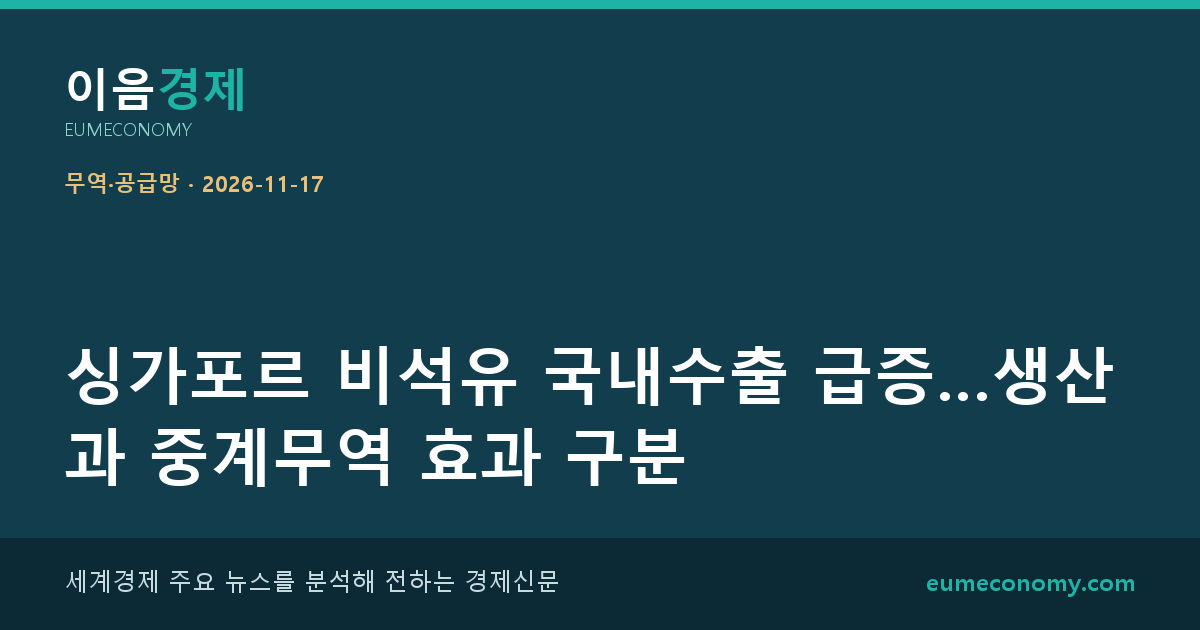 이음경제
EUMECONOMY
무역·공급망 · 2026-11-17
싱가포르 비석유 국내수출 급증…생산
과 중계무역 효과 구분
세계경제 주요 뉴스를 분석해 전하는 경제신문
eumeconomy.com